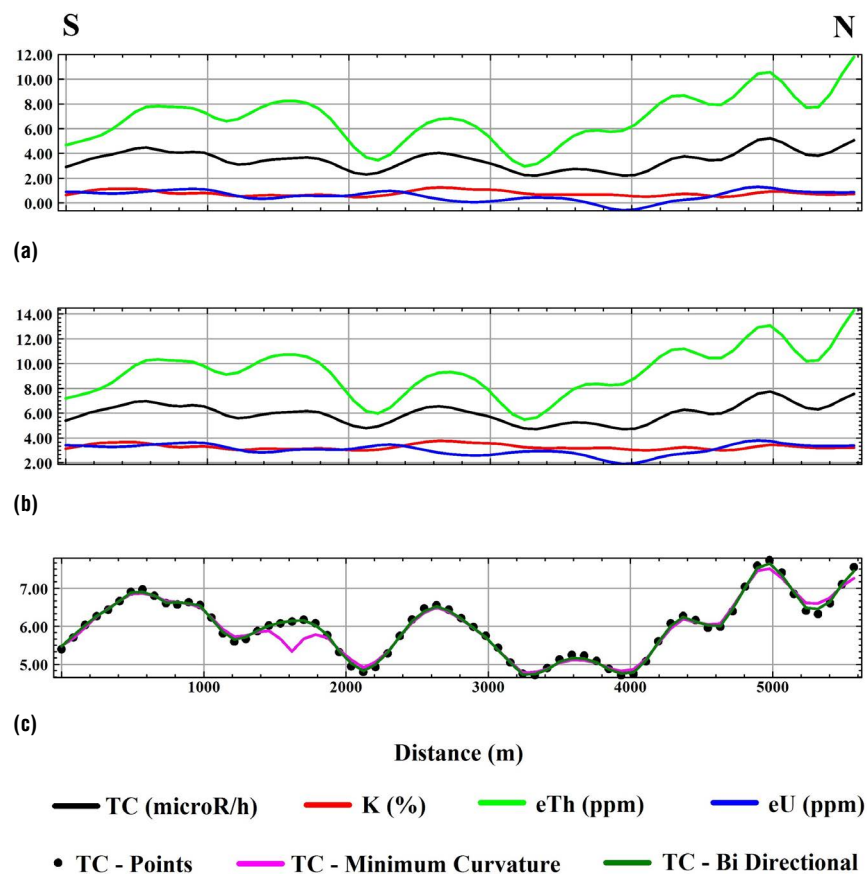 S N
12.00
10.00
8.00
6.00
4.00
2.00
0.00
(a)
14.00
12.00
10.00
8.00
6.00
4.00
2.00
(b)
7.00
6.00
5.00
1000 2000 3000 4000 5000
(c)
Distance (m)
TC (microR/h) K (%) eTh (ppm) eU (ppm)
TC - Points TC - Minimum Curvature TC - Bi Directional